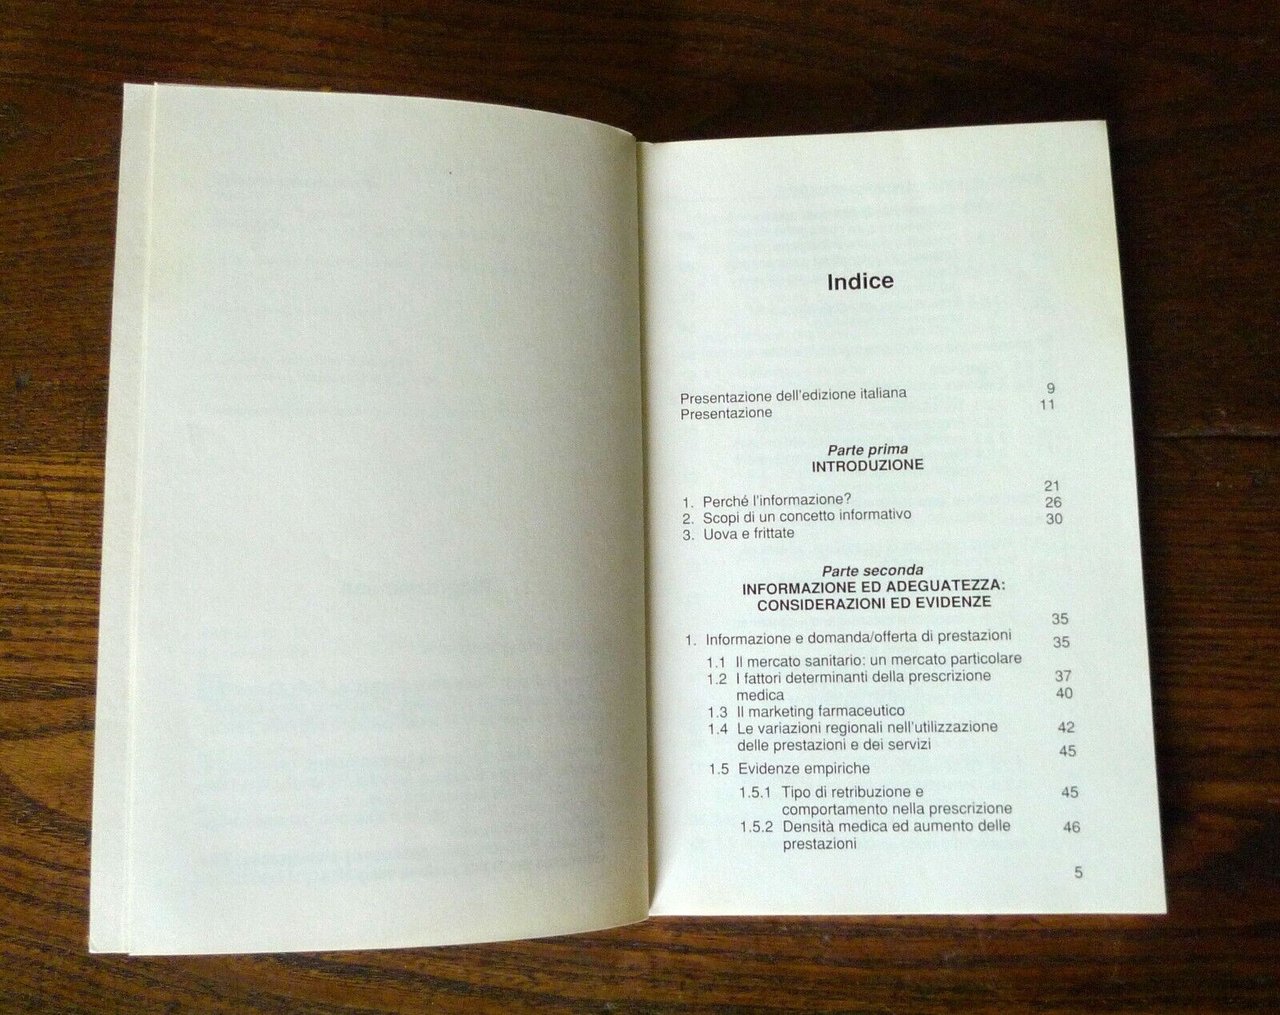 Indice
Presentazione dell'edizione italiana 9
Presentazione 11
Parte prima
INTRODUZIONE
1. Perché l'informazione? 21
2. Scopi di un concetto informativo 26
3. Uova e frittate 30
Parte seconda
INFORMAZIONE ED ADEGUATEZZA:
CONSIDERAZIONI ED EVIDENZE
1. Informazione e domanda/offerta di prestazioni 35
1.1 Il mercato sanitario: un mercato particolare 35
1.2 I fattori determinanti della prescrizione
medica 37
1.3 Il marketing farmaceutico 40
1.4 Le variazioni regionali nell'utilizzazione
delle prestazioni e dei servizi 42
1.5 Evidenze empiriche 45
1.5.1 Tipo di retribuzione e
comportamento nella prescrizione 45
1.5.2 Densità medica ed aumento delle
prestazioni 46
5